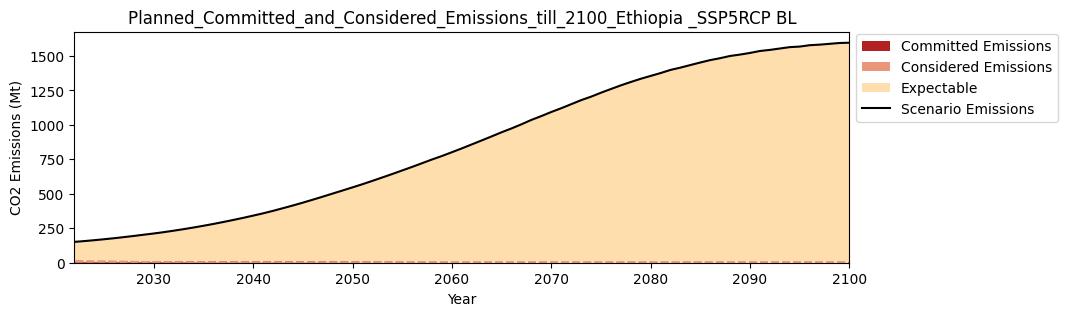 Planned_Committed_and_Considered_Emissions_till_2100_Ethiopia _SSP5RCP BL
CO2 Emissions (Mt)
1500
1250
1000
750
500
250
0
2030 2040 2050 2060 2070 2080 2090 2100
Year
Committed Emissions
Considered Emissions
Expectable
Scenario Emissions